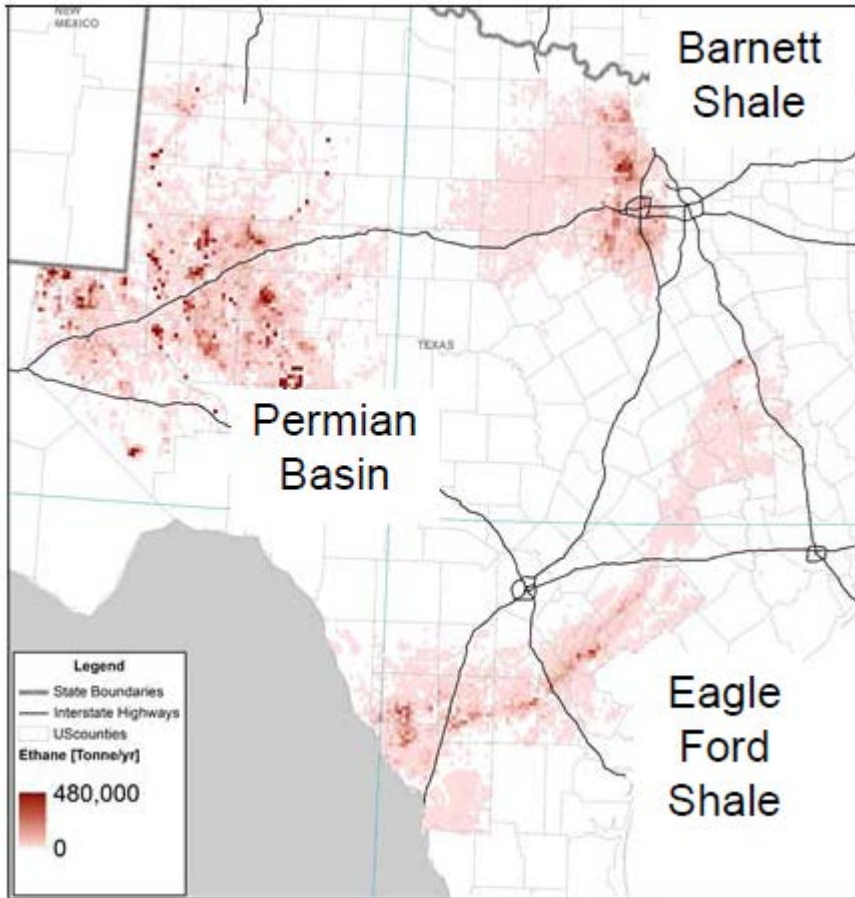 NEW
MEXICO
Barnett
Shale
TEXAS
Permian
Basin
Eagle
Ford
Shale
Legend
State Boundaries
Interstate Highways
UScounties
Ethane [Tonne/yr]
480,000
0